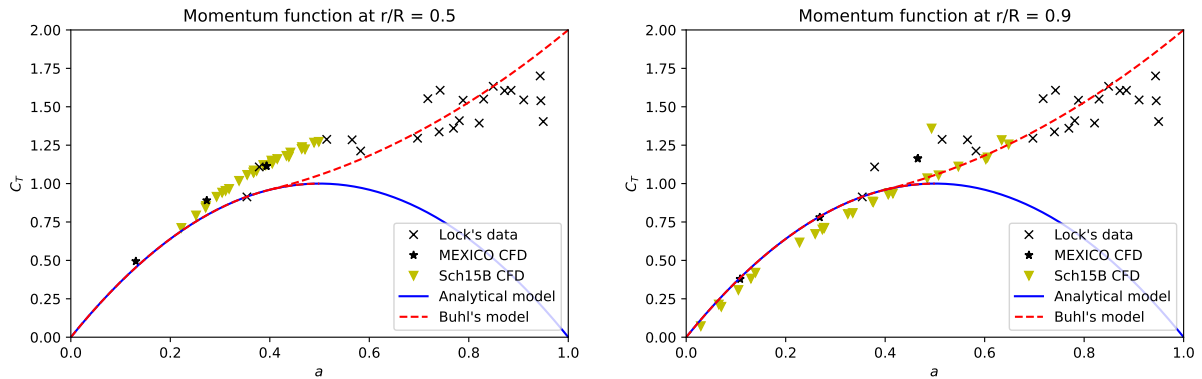 Momentum function at r/R = 0.5
2.00
1.75
1.50
1.25
1.00
0.75
0.50
0.25
0.00
C_T
0.0 0.2 0.4 0.6 0.8 1.0
a
Lock's data
MEXICO CFD
Sch15B CFD
Analytical model
Buhl's model
Momentum function at r/R = 0.9
2.00
1.75
1.50
1.25
1.00
0.75
0.50
0.25
0.00
C_T
0.0 0.2 0.4 0.6 0.8 1.0
a
Lock's data
MEXICO CFD
Sch15B CFD
Analytical model
Buhl's model